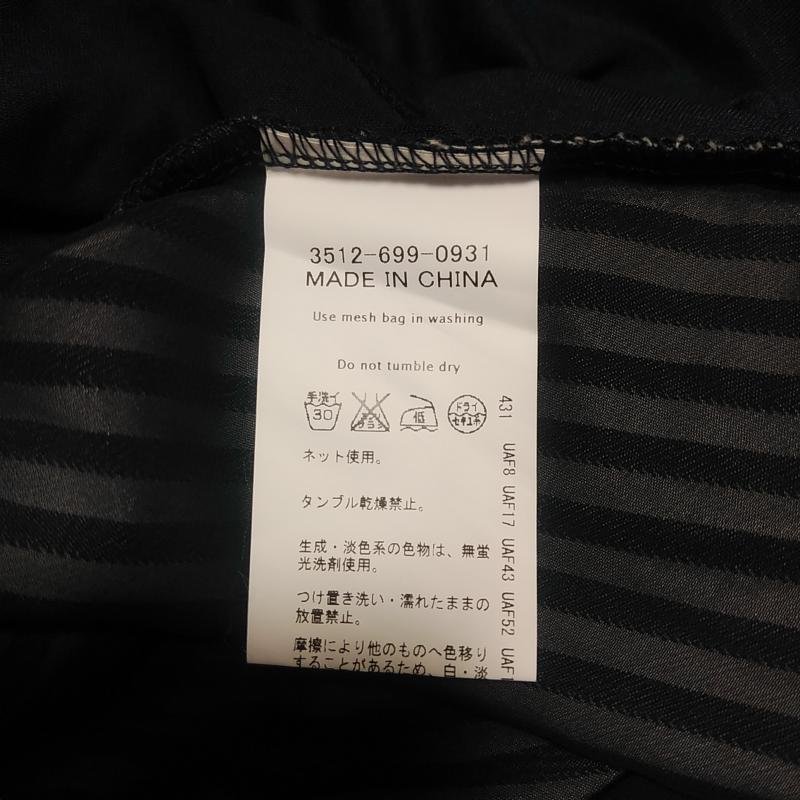 3512-699-0931
MADE IN CHINA
Use mesh bag in washing
Do not tumble dry
手洗イ
30
低
ドライ
セキユ系
ネット使用。
タンブル乾燥禁止。
生成・淡色系の色物は、無蛍
光洗剤使用。
つけ置き洗い・濡れたままの
放置禁止。
摩擦により他のものへ色移り
することがあるため、白・淡
431 UAF8 UAF17 UAF43 UAF52